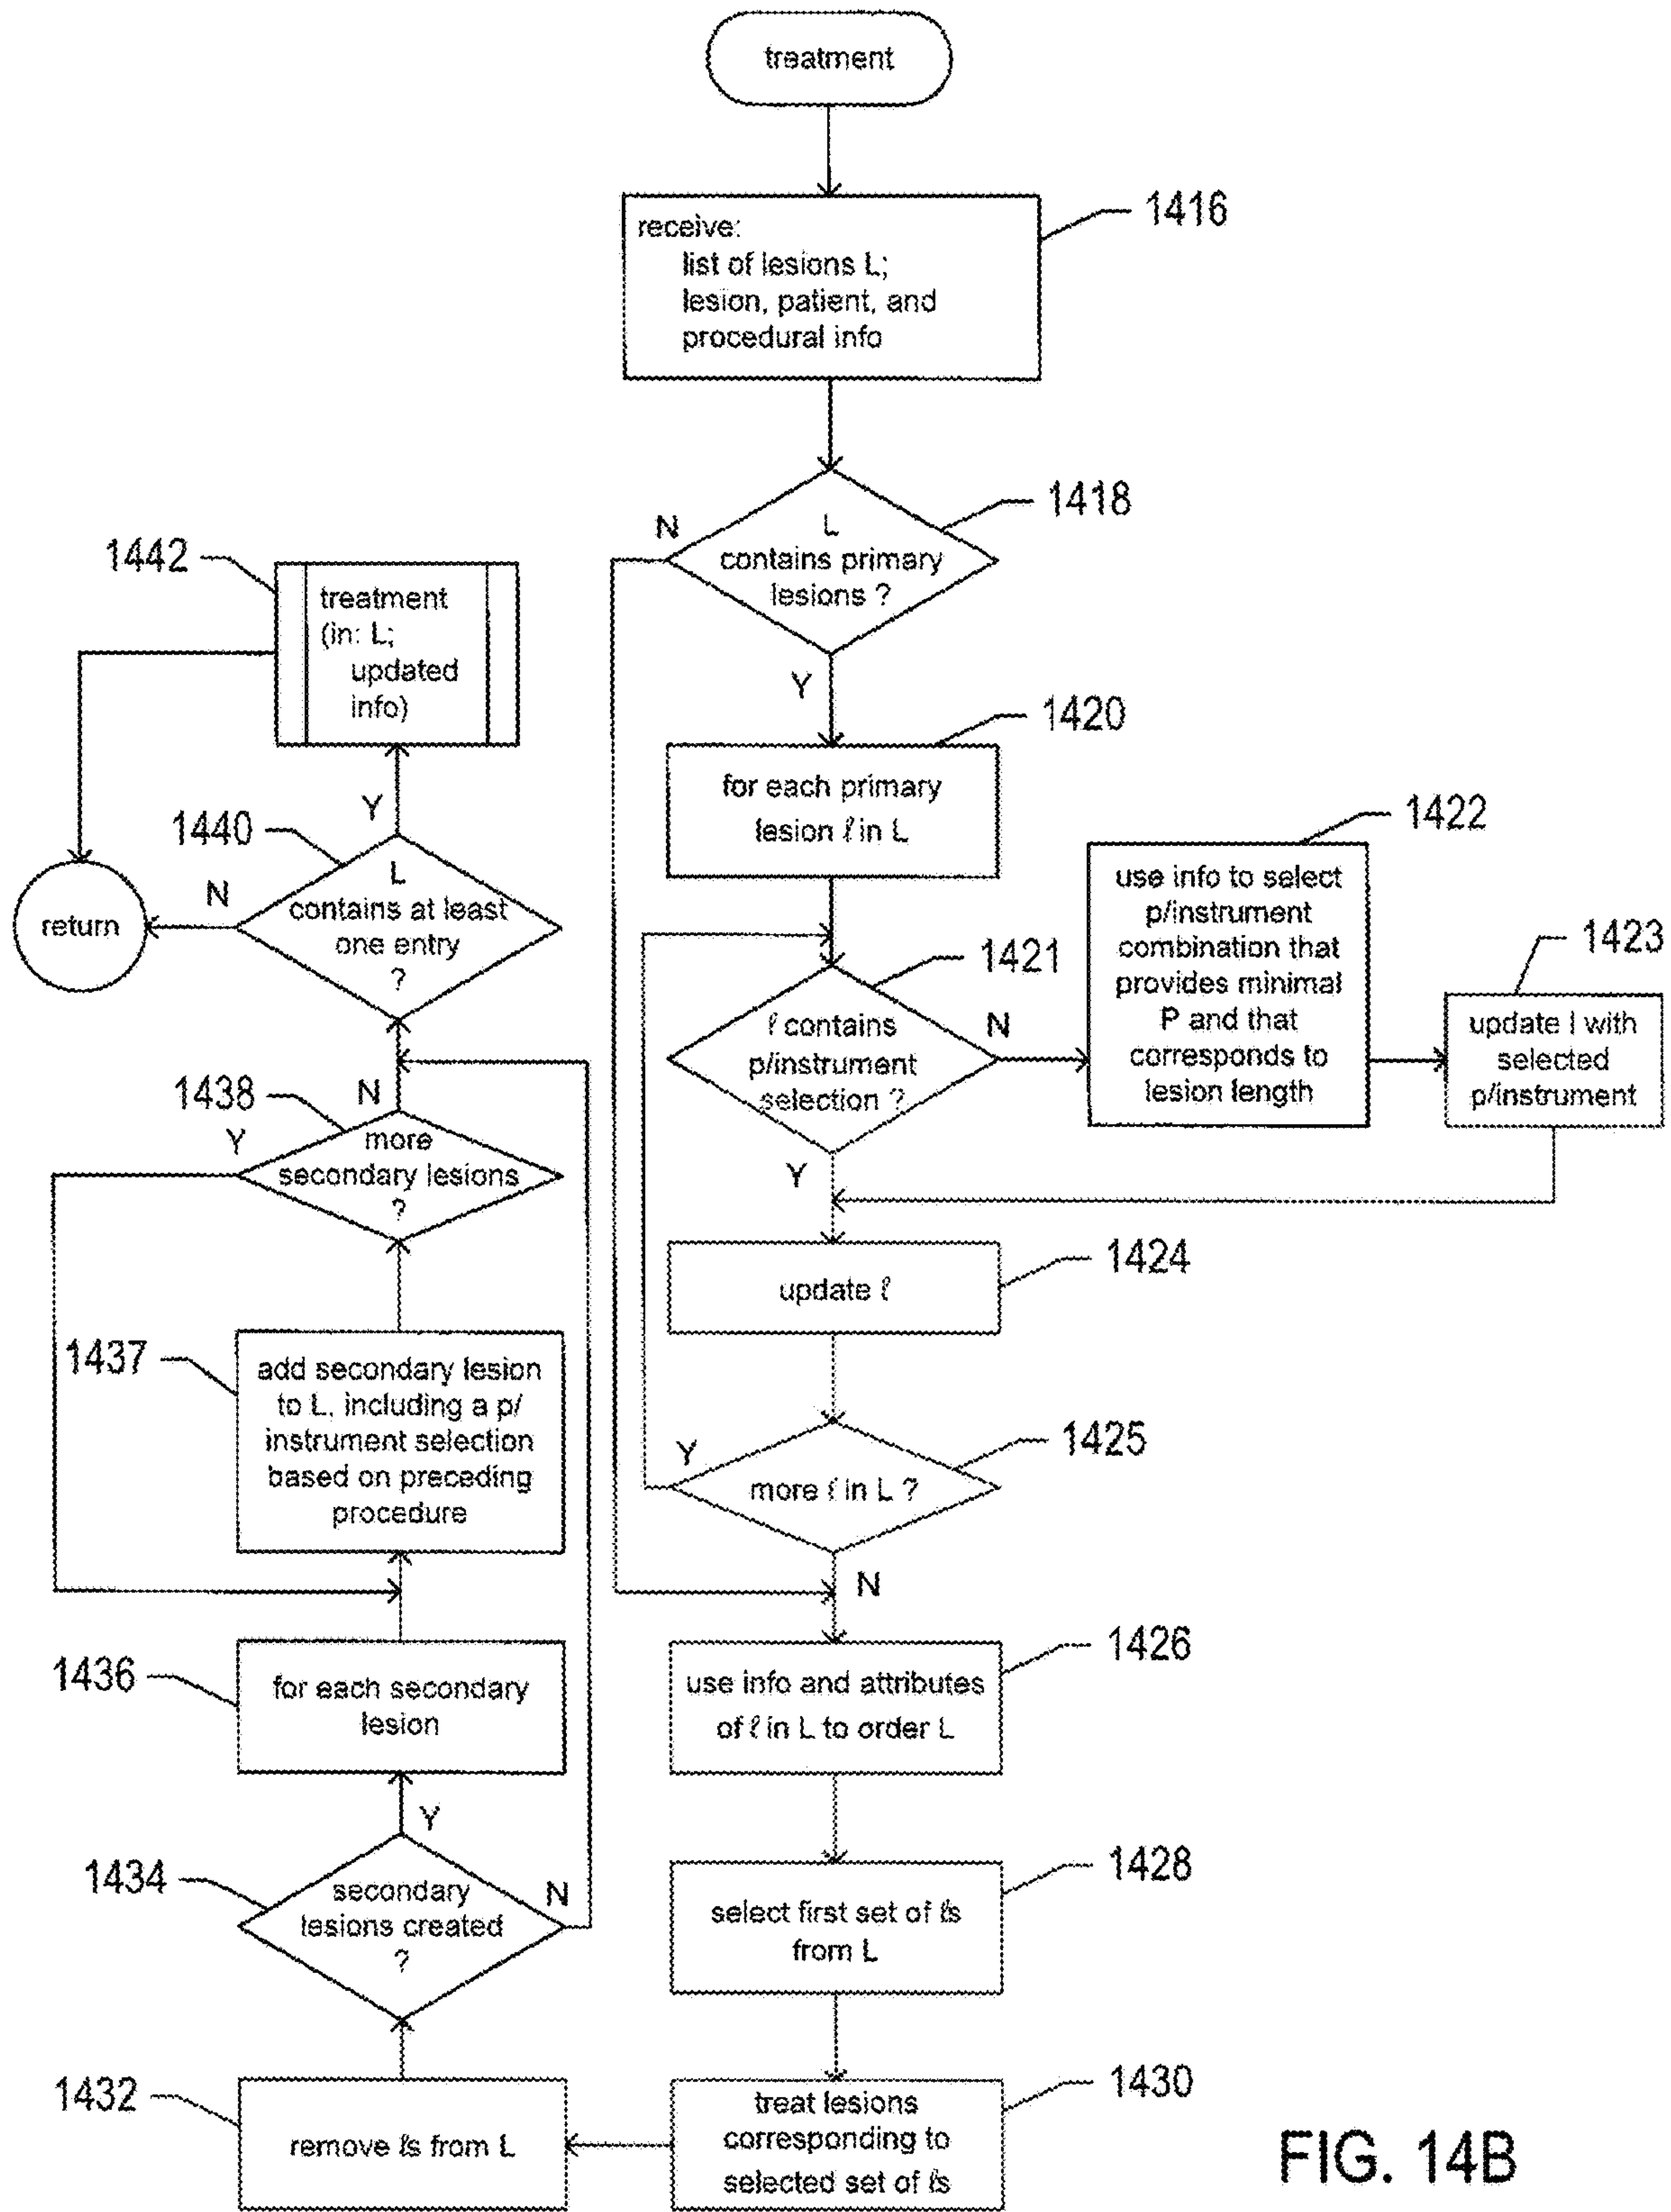 treatment
1416
receive:
list of lesions L;
lesion, patient, and
procedural info
1418
N
L
contains primary
lesions ?
Y
1420
for each primary
lesion ℓ in L
1421
ℓ contains
p/instrument
selection ?
N
Y
1422
use info to select
p/instrument
combination that
provides minimal
P and that
corresponds to
lesion length
1423
update l with
selected
p/instrument
1424
update ℓ
1425
Y
more ℓ in L ?
N
1426
use info and attributes
of ℓ in L to order L
1428
select first set of ℓs
from L
1430
treat lesions
corresponding to
selected set of ℓs
1432
remove ℓs from L
1434
secondary
lesions created
?
N
Y
1436
for each secondary
lesion
1437
add secondary lesion
to L, including a p/
instrument selection
based on preceding
procedure
1438
Y
N
more
secondary lesions
?
1440
Y
N
L
contains at least
one entry
?
return
1442
treatment
(in: L;
updated
info)
FIG. 14B